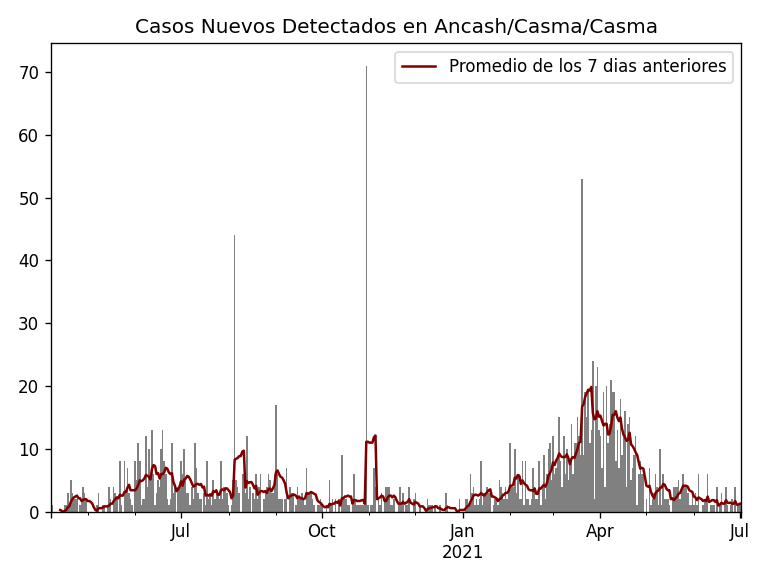 Casos Nuevos Detectados en Ancash/Casma/Casma
Promedio de los 7 dias anteriores
70
60
50
40
30
20
10
0
Jul
Oct
Jan
2021
Apr
Jul